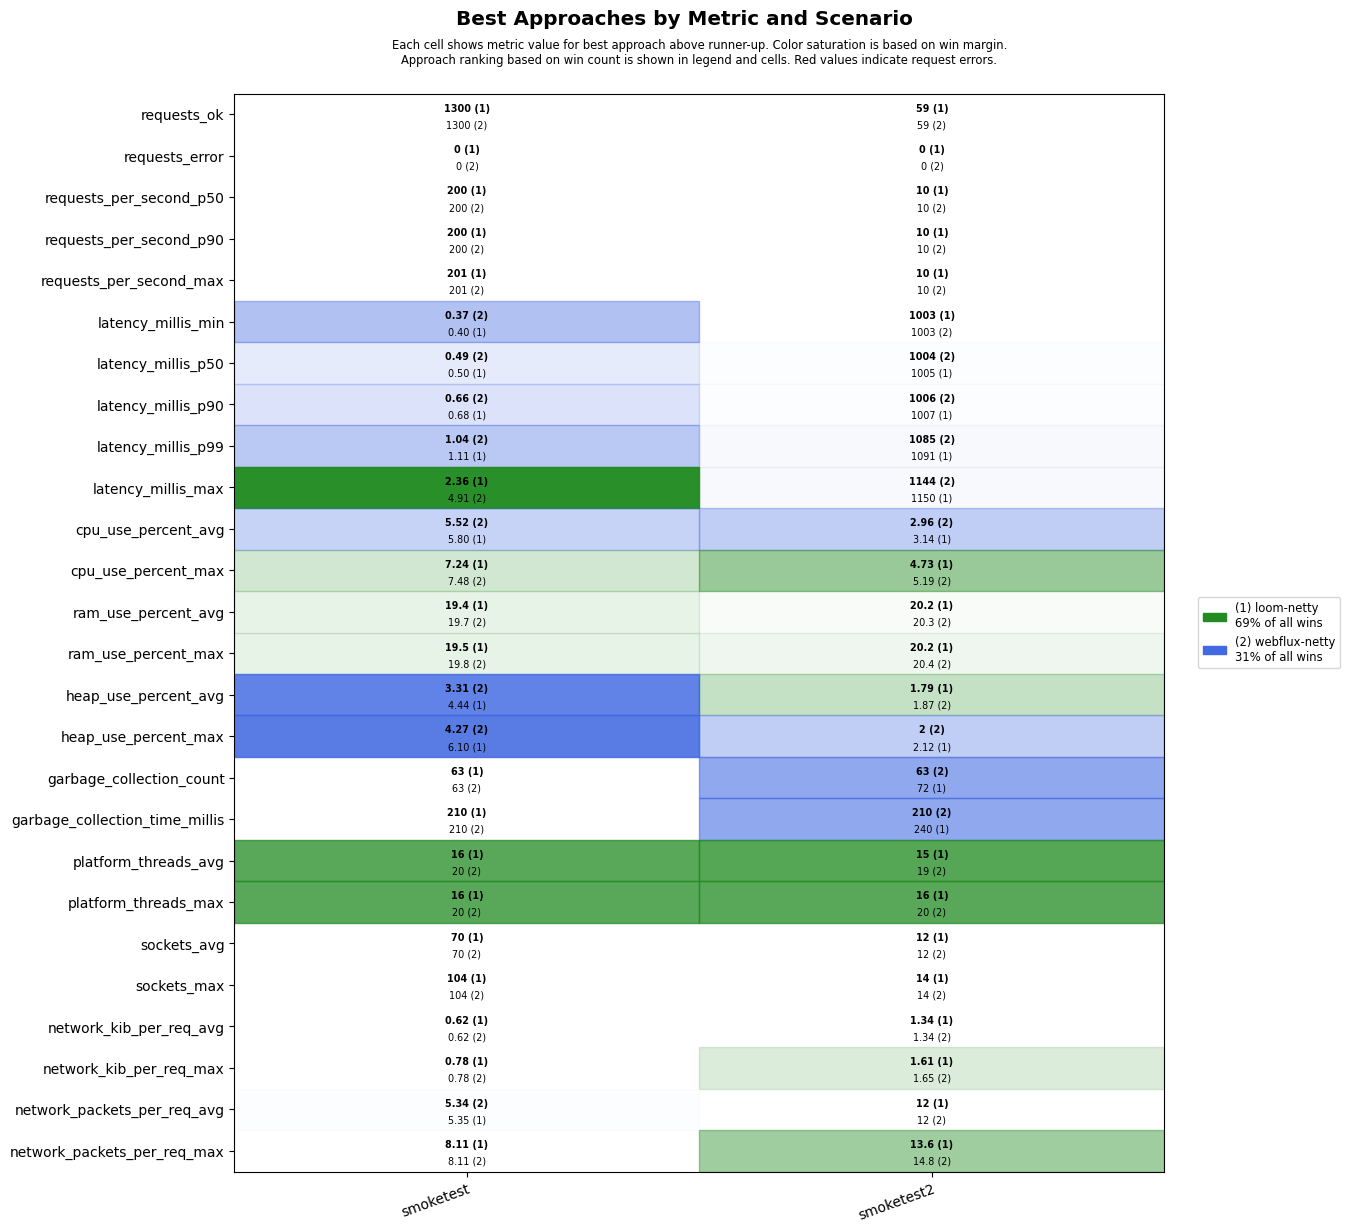 Best Approaches by Metric and Scenario
Each cell shows metric value for best approach above runner-up. Color saturation is based on win margin.
Approach ranking based on win count is shown in legend and cells. Red values indicate request errors.
requests_ok
1300 (1)
1300 (2)
59 (1)
59 (2)
requests_error
0 (1)
0 (2)
0 (1)
0 (2)
requests_per_second_p50
200 (1)
200 (2)
10 (1)
10 (2)
requests_per_second_p90
200 (1)
200 (2)
10 (1)
10 (2)
requests_per_second_max
201 (1)
201 (2)
10 (1)
10 (2)
latency_millis_min
0.37 (2)
0.40 (1)
1003 (1)
1003 (2)
latency_millis_p50
0.49 (2)
0.50 (1)
1004 (2)
1005 (1)
latency_millis_p90
0.66 (2)
0.68 (1)
1006 (2)
1007 (1)
latency_millis_p99
1.04 (2)
1.11 (1)
1085 (2)
1091 (1)
latency_millis_max
2.36 (1)
4.91 (2)
1144 (2)
1150 (1)
cpu_use_percent_avg
5.52 (2)
5.80 (1)
2.96 (2)
3.14 (1)
cpu_use_percent_max
7.24 (1)
7.48 (2)
4.73 (1)
5.19 (2)
ram_use_percent_avg
19.4 (1)
19.7 (2)
20.2 (1)
20.3 (2)
ram_use_percent_max
19.5 (1)
19.8 (2)
20.2 (1)
20.4 (2)
heap_use_percent_avg
3.31 (2)
4.44 (1)
1.79 (1)
1.87 (2)
heap_use_percent_max
4.27 (2)
6.10 (1)
2 (2)
2.12 (1)
garbage_collection_count
63 (1)
63 (2)
63 (2)
72 (1)
garbage_collection_time_millis
210 (1)
210 (2)
210 (2)
240 (1)
platform_threads_avg
16 (1)
20 (2)
15 (1)
19 (2)
platform_threads_max
16 (1)
20 (2)
16 (1)
20 (2)
sockets_avg
70 (1)
70 (2)
12 (1)
12 (2)
sockets_max
104 (1)
104 (2)
14 (1)
14 (2)
network_kib_per_req_avg
0.62 (1)
0.62 (2)
1.34 (1)
1.34 (2)
network_kib_per_req_max
0.78 (1)
0.78 (2)
1.61 (1)
1.65 (2)
network_packets_per_req_avg
5.34 (2)
5.35 (1)
12 (1)
12 (2)
network_packets_per_req_max
8.11 (1)
8.11 (2)
13.6 (1)
14.8 (2)
smoketest
smoketest2
(1) loom-netty
69% of all wins
(2) webflux-netty
31% of all wins